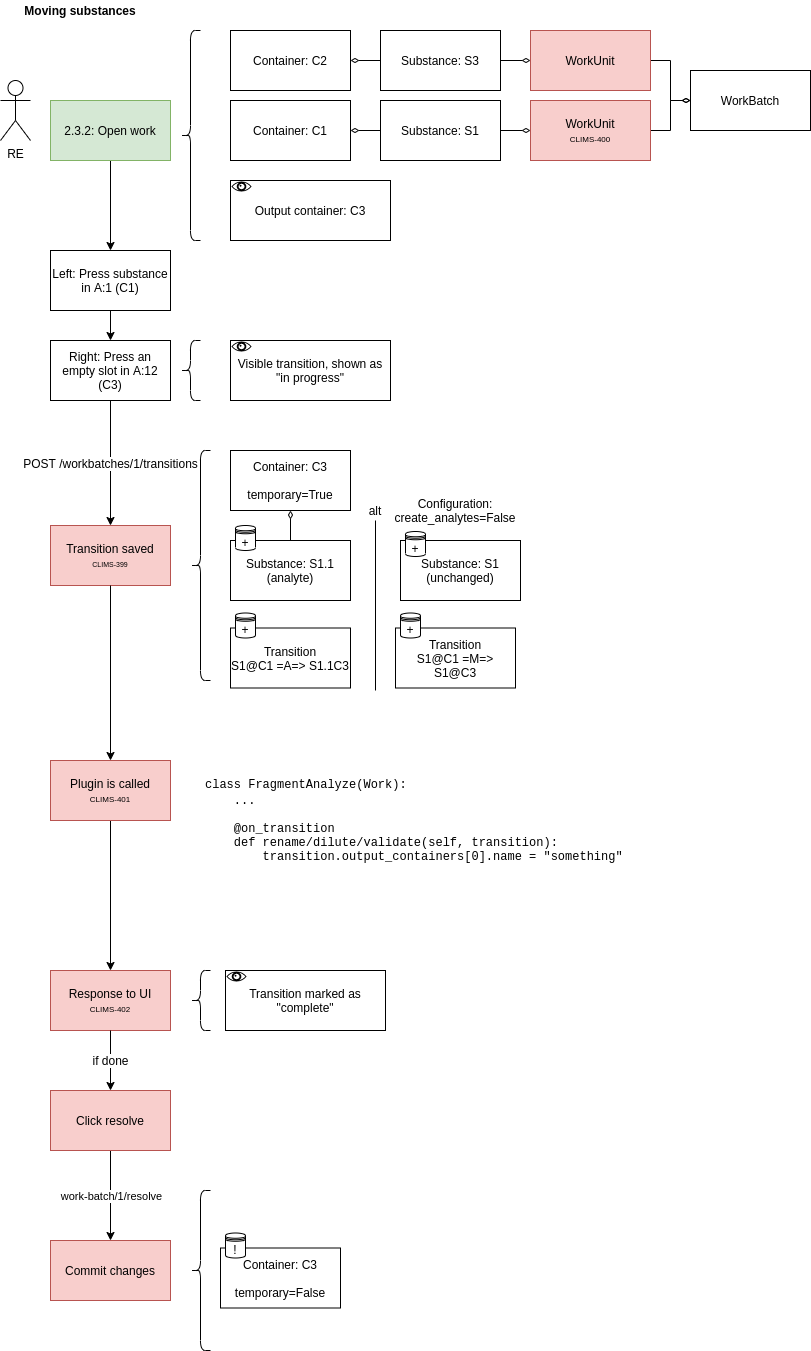 Moving substances
Container: C2
Substance: S3
WorkUnit
WorkBatch
RE
2.3.2: Open work
Container: C1
Substance: S1
WorkUnit
CLIMS-400
Output container: C3
Left: Press substance
in A:1 (C1)
Right: Press an
empty slot in A:12
(C3)
Visible transition, shown as
"in progress"
POST /workbatches/1/transitions
Container: C3
temporary=True
alt
Configuration:
create_analytes=False
Transition saved
CLIMS-399
+
Substance: S1.1
(analyte)
+
Substance: S1
(unchanged)
+
Transition
S1@C1 =A=> S1.1C3
+
Transition
S1@C1 =M=>
S1@C3
Plugin is called
CLIMS-401
class FragmentAnalyze(Work):
...
@on_transition
def rename/dilute/validate(self, transition):
transition.output_containers[0].name = "something"
Response to UI
CLIMS-402
Transition marked as
"complete"
if done
Click resolve
work-batch/1/resolve
Commit changes
!
Container: C3
temporary=False